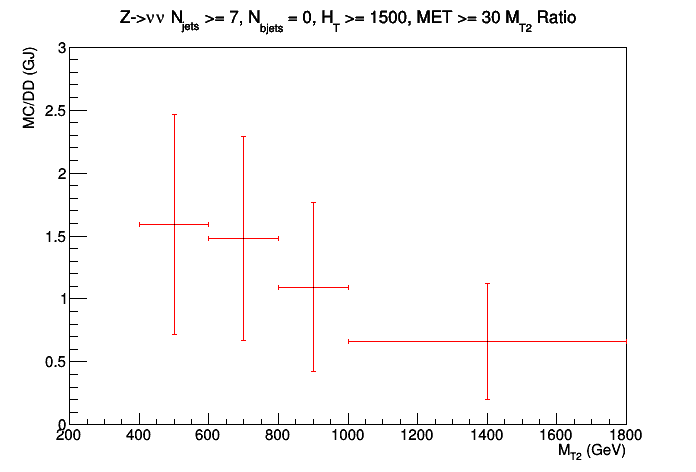 Z->νν N_jets >= 7, N_bjets = 0, H_T >= 1500, MET >= 30 M_T2 Ratio
MC/DD (GJ)
3
2.5
2
1.5
1
0.5
0
200 400 600 800 1000 1200 1400 1600 1800
M_T2 (GeV)